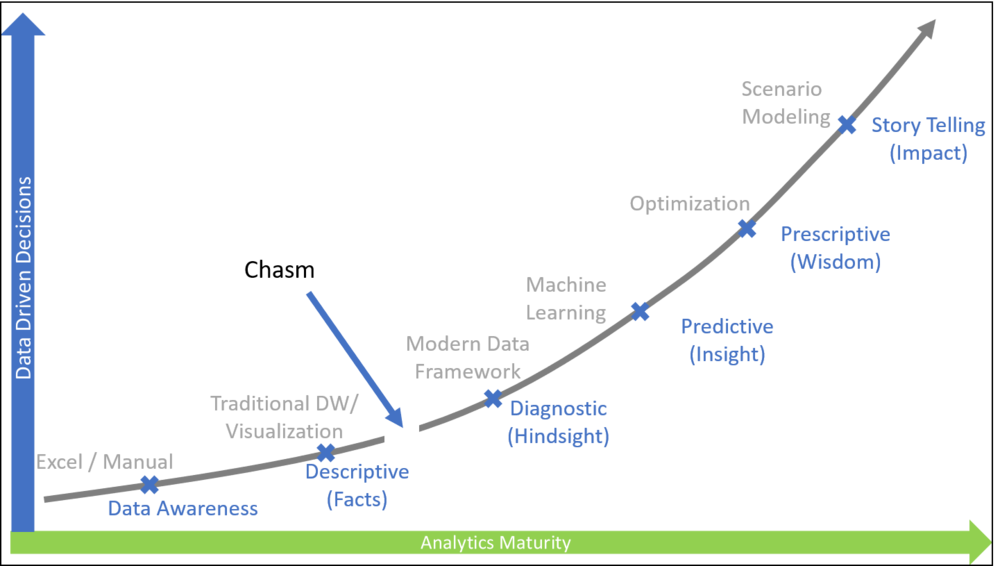 Data Driven Decisions
Scenario
Modeling
Story Telling
(Impact)
Optimization
Prescriptive
(Wisdom)
Chasm
Machine
Learning
Predictive
(Insight)
Modern Data
Framework
Diagnostic
(Hindsight)
Traditional DW/
Visualization
Descriptive
(Facts)
Excel / Manual
Data Awareness
Analytics Maturity